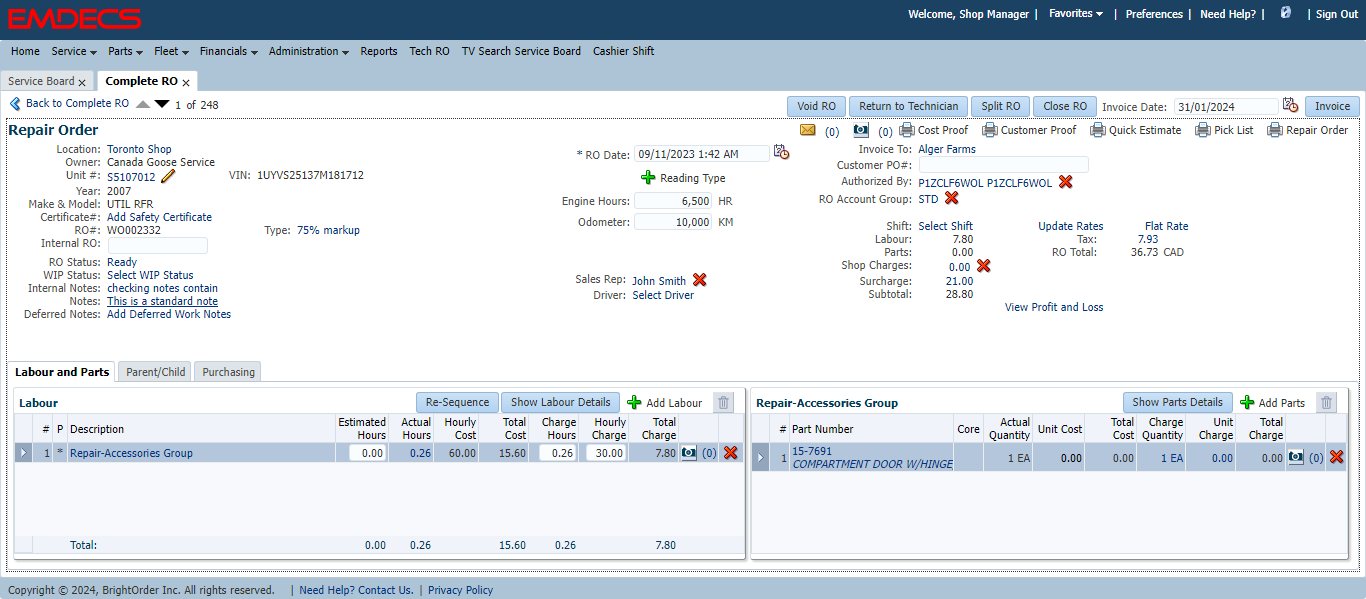 EMDECS
Welcome, Shop Manager | Favorites | Preferences | Need Help? | | Sign Out
Home Service Parts Fleet Financials Administration Reports Tech RO TV Search Service Board Cashier Shift
Service Board x Complete RO x
Back to Complete RO 1 of 248 Void RO Return to Technician Split RO Close RO Invoice Date: 31/01/2024 Invoice
Repair Order (0) (0) Cost Proof Customer Proof Quick Estimate Pick List Repair Order
Location: Toronto Shop
Owner: Canada Goose Service
Unit #: S5107012 VIN: 1UYVS25137M181712
Year: 2007
Make & Model: UTIL RFR
Certificate#: Add Safety Certificate
RO#: WO002332 Type: 75% markup
Internal RO:
RO Status: Ready
WIP Status: Select WIP Status
Internal Notes: checking notes contain
Notes: This is a standard note
Deferred Notes: Add Deferred Work Notes
* RO Date: 09/11/2023 1:42 AM
Reading Type
Engine Hours: 6,500 HR
Odometer: 10,000 KM
Sales Rep: John Smith
Driver: Select Driver
Invoice To: Alger Farms
Customer PO#:
Authorized By: P1ZCLF6WOL P1ZCLF6WOL
RO Account Group: STD
Shift: Select Shift Update Rates Flat Rate
Labour: 7.80 Tax: 7.93
Parts: 0.00 RO Total: 36.73 CAD
Shop Charges: 0.00
Surcharge: 21.00
Subtotal: 28.80
View Profit and Loss
Labour and Parts Parent/Child Purchasing
Labour Re-Sequence Show Labour Details Add Labour
# P Description Estimated Hours Actual Hours Hourly Cost Total Cost Charge Hours Hourly Charge Total Charge
1 * Repair-Accessories Group 0.00 0.26 60.00 15.60 0.26 30.00 7.80 (0)
Total: 0.00 0.26 15.60 0.26 7.80
Repair-Accessories Group Show Parts Details Add Parts
# Part Number Core Actual Quantity Unit Cost Total Cost Charge Quantity Unit Charge Total Charge
1 15-7691 1 EA 0.00 0.00 1 EA 0.00 0.00 (0)
COMPARTMENT DOOR W/HINGE
Copyright © 2024, BrightOrder Inc. All rights reserved. | Need Help? Contact Us. | Privacy Policy